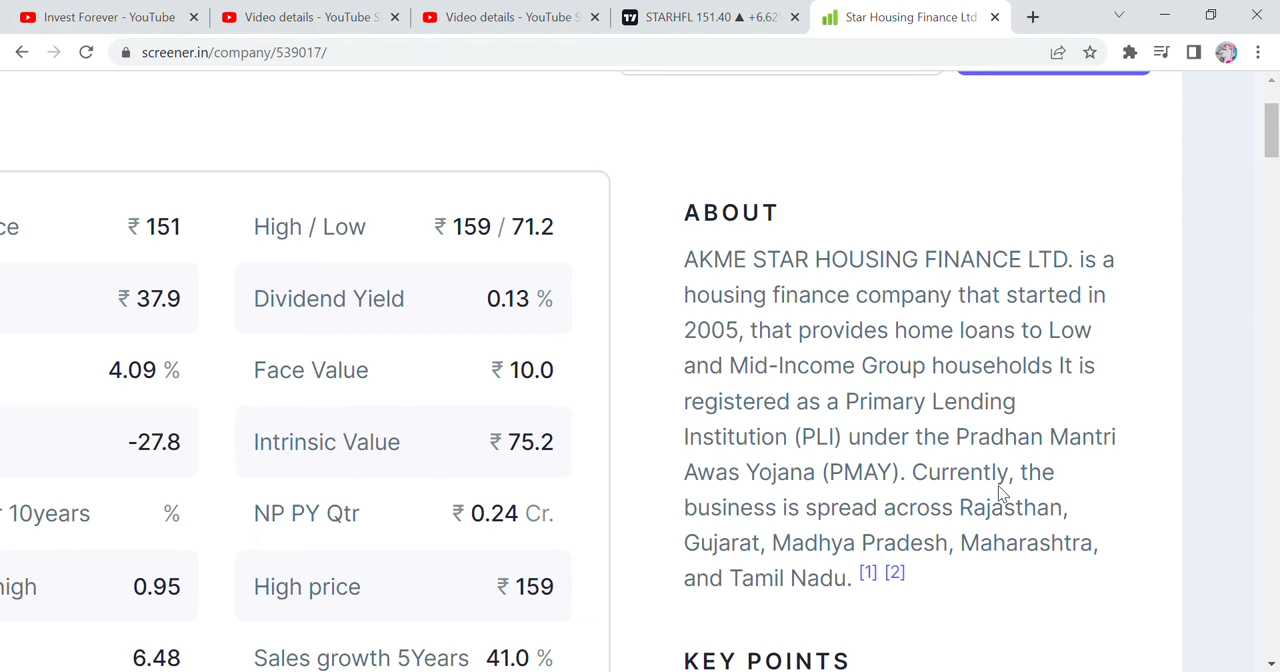 Invest Forever - YouTube
Video details - YouTube S
Video details - YouTube S
STARHFL 151.40 ▲ +6.62%
Star Housing Finance Ltd
screener.in/company/539017/
ce ₹ 151 High / Low ₹ 159 / 71.2
₹ 37.9 Dividend Yield 0.13 %
4.09 % Face Value ₹ 10.0
-27.8 Intrinsic Value ₹ 75.2
10years % NP PY Qtr ₹ 0.24 Cr.
high 0.95 High price ₹ 159
6.48 Sales growth 5Years 41.0 %
ABOUT
AKME STAR HOUSING FINANCE LTD. is a
housing finance company that started in
2005, that provides home loans to Low
and Mid-Income Group households It is
registered as a Primary Lending
Institution (PLI) under the Pradhan Mantri
Awas Yojana (PMAY). Currently, the
business is spread across Rajasthan,
Gujarat, Madhya Pradesh, Maharashtra,
and Tamil Nadu. [1] [2]
KEY POINTS